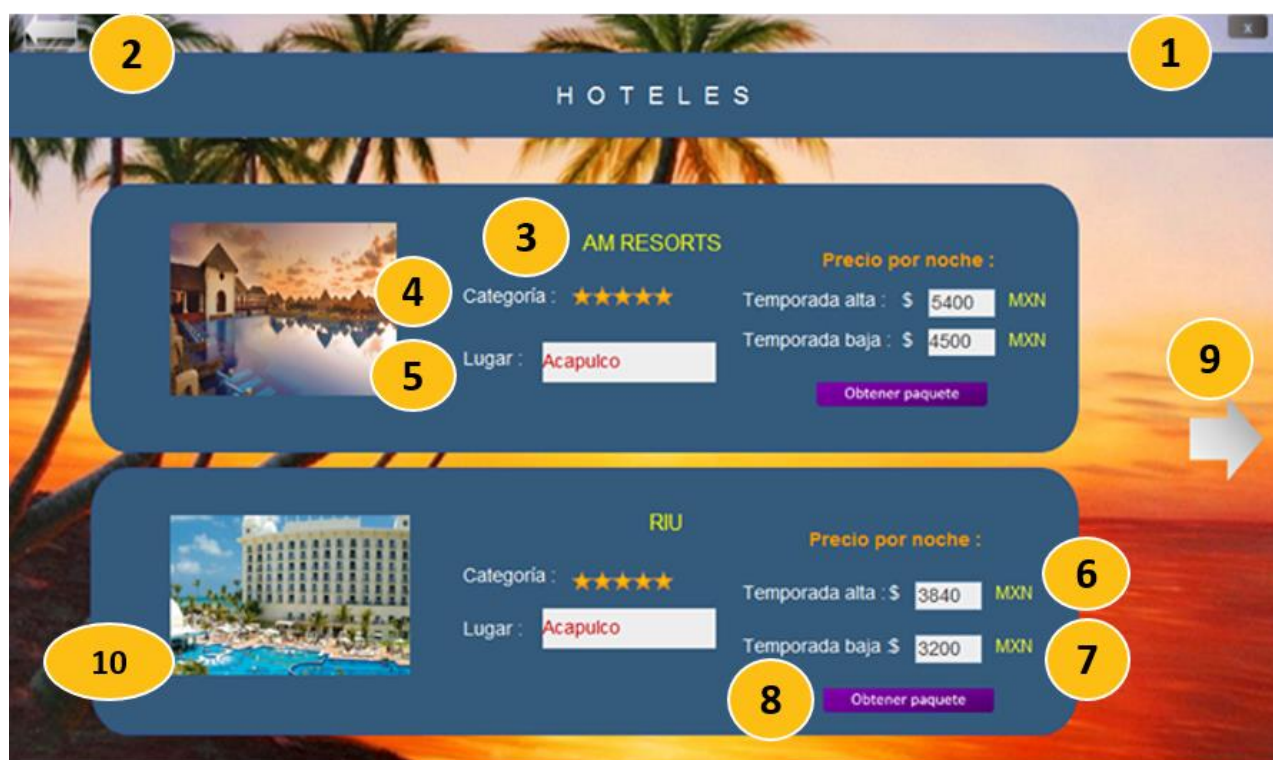 2
1
x
H O T E L E S
3
AM RESORTS
Precio por noche :
4
Categoría :
Temporada alta : $ 5400 MXN
Temporada baja : $ 4500 MXN
5
Lugar : Acapulco
9
Obtener paquete
RIU
Precio por noche :
6
Categoría :
Temporada alta : $ 3840 MXN
Lugar : Acapulco
Temporada baja :$ 3200 MXN
7
10
8
Obtener paquete